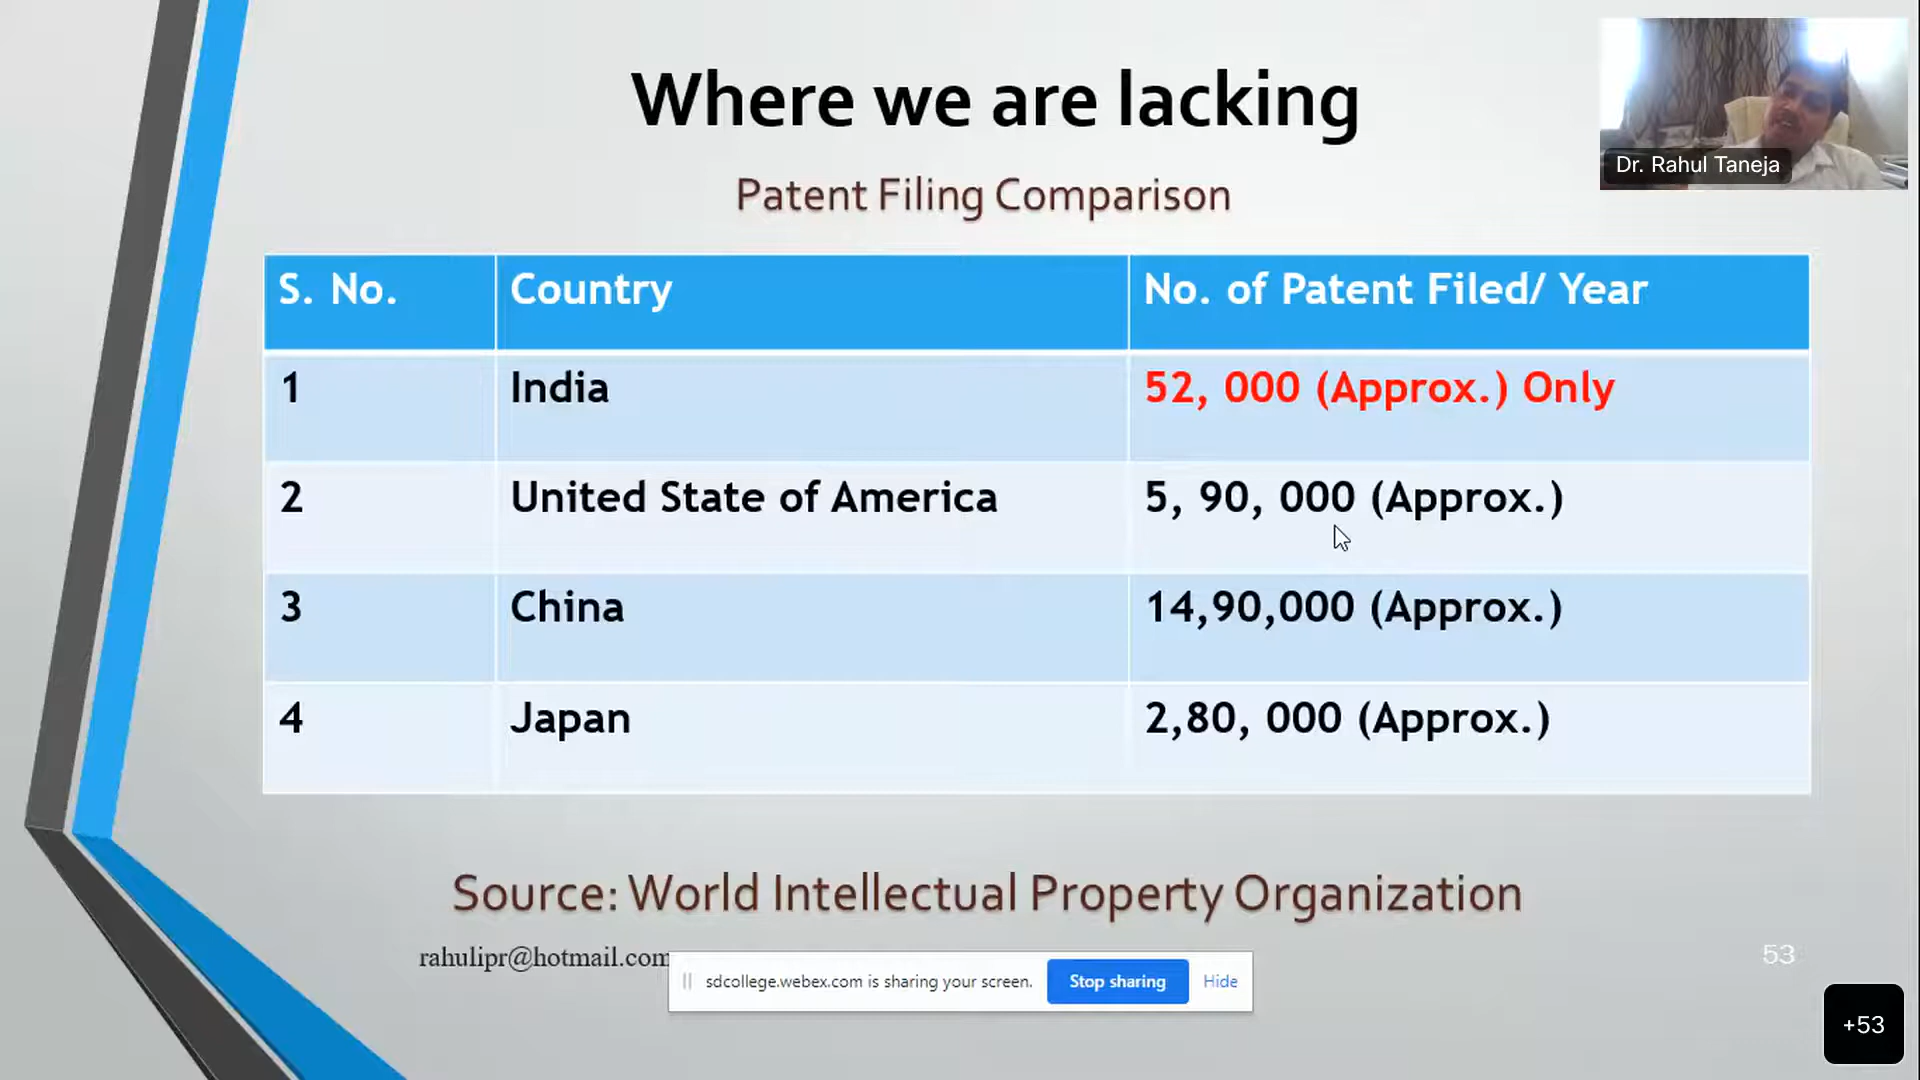 Where we are lacking
Patent Filing Comparison
Dr. Rahul Taneja
S. No. Country No. of Patent Filed/ Year
1 India 52, 000 (Approx.) Only
2 United State of America 5, 90, 000 (Approx.)
3 China 14,90,000 (Approx.)
4 Japan 2,80, 000 (Approx.)
Source: World Intellectual Property Organization
rahulipr@hotmail.com
53
sdcollege.webex.com is sharing your screen. Stop sharing Hide
+53